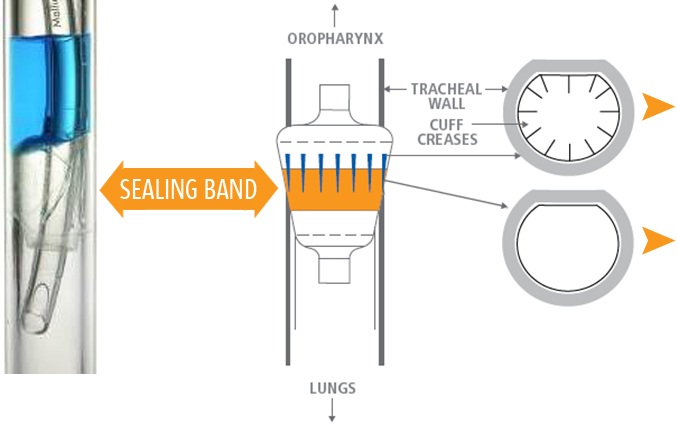 OROPHARYNX
TRACHEAL
WALL
CUFF
CREASES
SEALING BAND
LUNGS